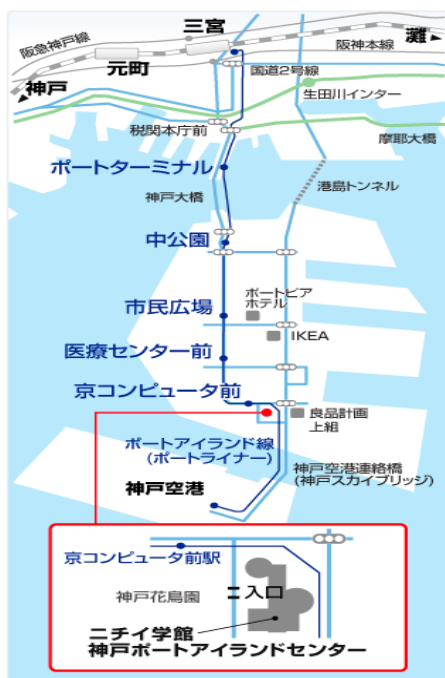 三宮
阪急神戸線
阪神本線
灘
元町
国道2号線
神戸
生田川インター
税関本庁前
摩耶大橋
ポートターミナル
港島トンネル
神戸大橋
中公園
ポートピア
ホテル
市民広場
IKEA
医療センター前
京コンピュータ前
良品計画
上組
ポートアイランド線
(ポートライナー)
神戸空港連絡橋
(神戸スカイブリッジ)
神戸空港
京コンピュータ前駅
神戸花鳥園
入口
ニチイ学館
神戸ポートアイランドセンター